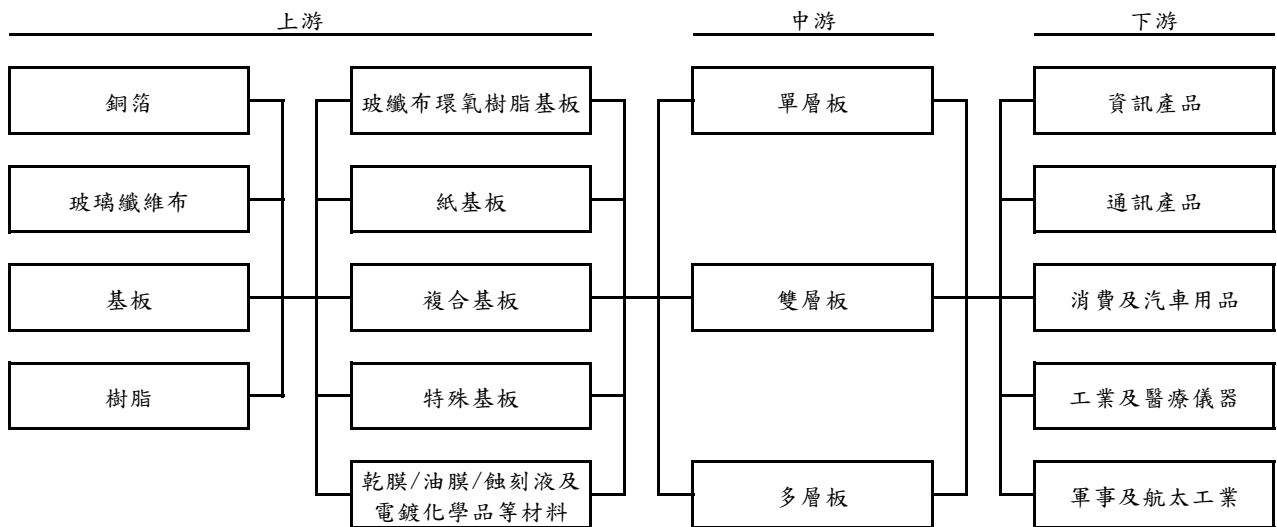 上游
中游
下游
銅箔
玻纖布環氧樹脂基板
單層板
資訊產品
玻璃纖維布
紙基板
通訊產品
基板
複合基板
雙層板
消費及汽車用品
樹脂
特殊基板
工業及醫療儀器
乾膜/油膜/蝕刻液及
電鍍化學品等材料
多層板
軍事及航太工業